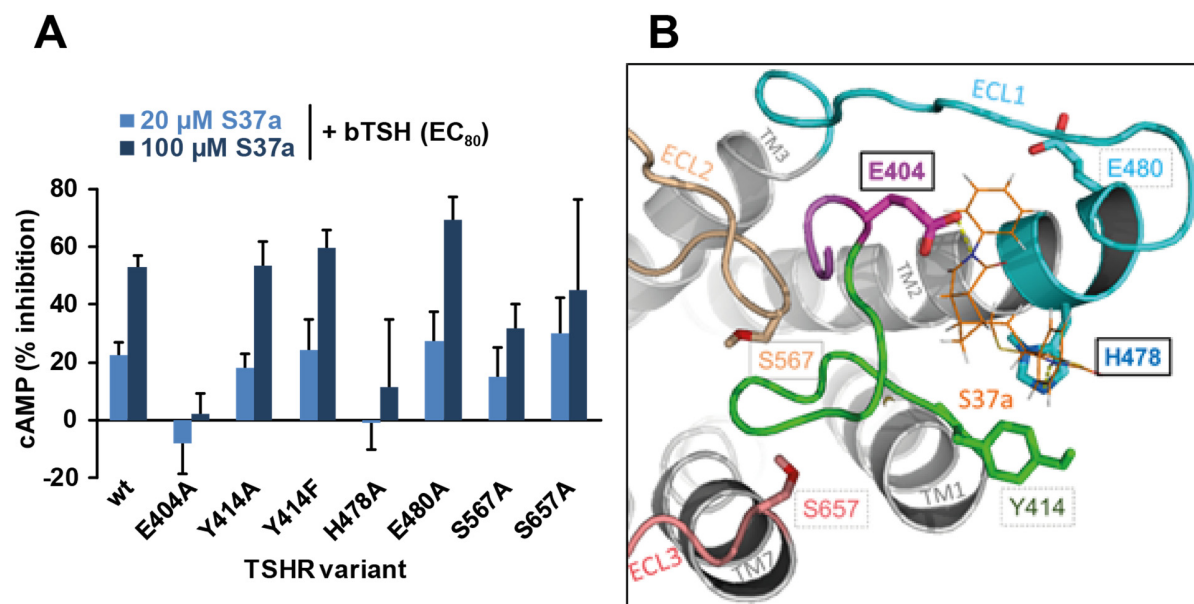 A
20 µM S37a
100 µM S37a
+ bTSH (EC₈₀)
cAMP (% inhibition)
80
60
40
20
0
-20
wt
E404A
Y414A
Y414F
H478A
E480A
S567A
S657A
TSHR variant
B
ECL1
TM3
ECL2
E404
E480
TM2
H478
S567
S37a
TM1
Y414
S657
ECL3
TM7